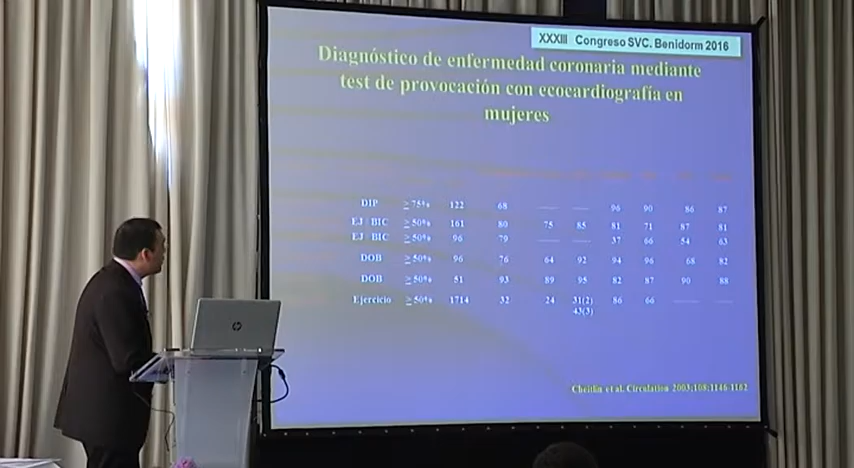 XXXIII Congreso SVC. Benidorm 2016
Diagnóstico de enfermedad coronaria mediante
test de provocación con ecocardiografía en
mujeres
DIP ≥ 75% 122 68 —— —— 96 90 86 87
EJ / BIC ≥ 50% 161 80 75 85 81 71 87 81
EJ / BIC ≥ 50% 96 79 —— —— 37 66 54 63
DOB ≥ 50% 96 76 64 92 94 96 68 82
DOB ≥ 50% 51 93 89 95 82 87 90 88
Ejercicio ≥ 50% 1714 32 24 31(2) 86 66 —— ——
43(3)
Cheitlin et al. Circulation 2003;108:1146-1162
hp